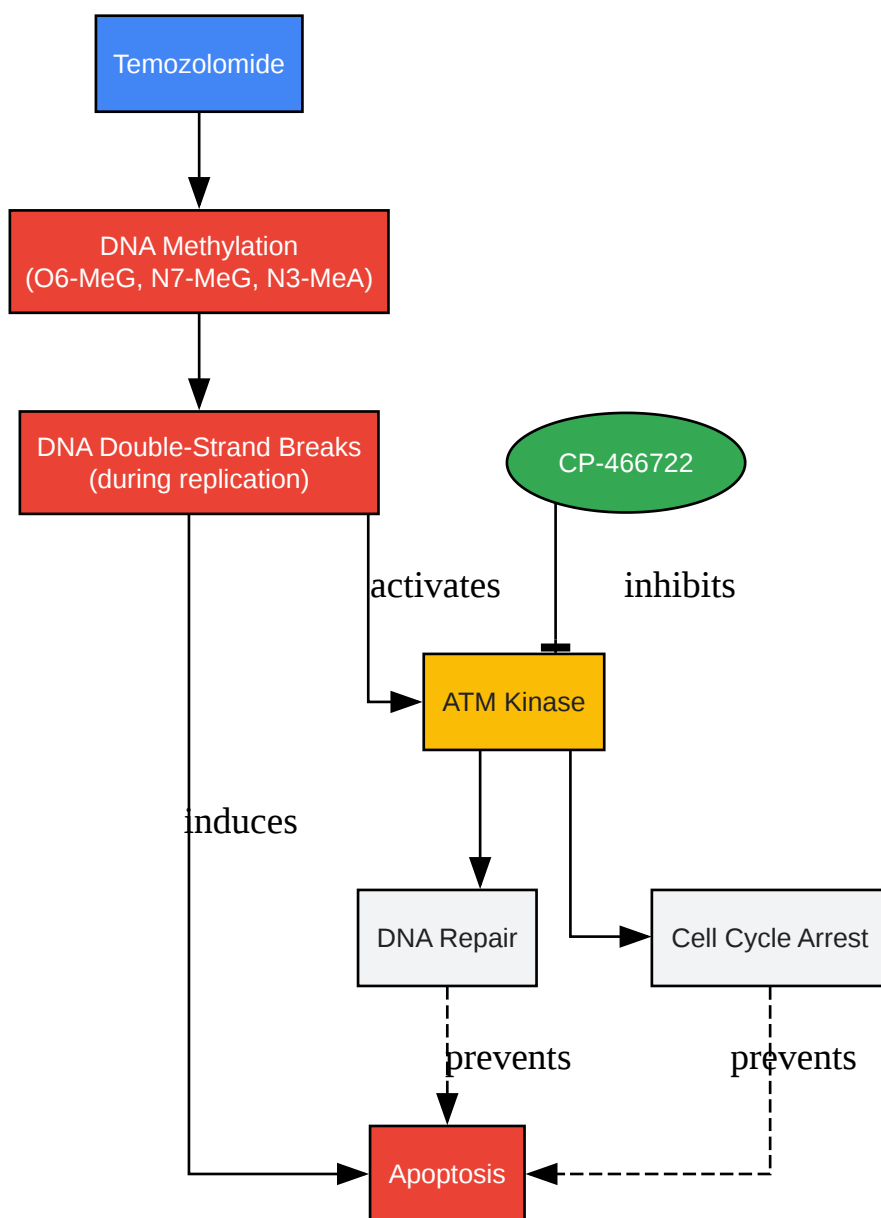 Temozolomide
DNA Methylation
(O6-MeG, N7-MeG, N3-MeA)
DNA Double-Strand Breaks
(during replication)
CP-466722
activates
inhibits
ATM Kinase
induces
DNA Repair
Cell Cycle Arrest
prevents
prevents
Apoptosis